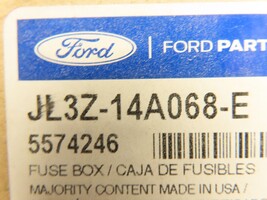 Ford
FORD PART
JL3Z-14A068-E
5574246
FUSE BOX / CAJA DE FUSIBLES
MAJORITY CONTENT MADE IN USA /